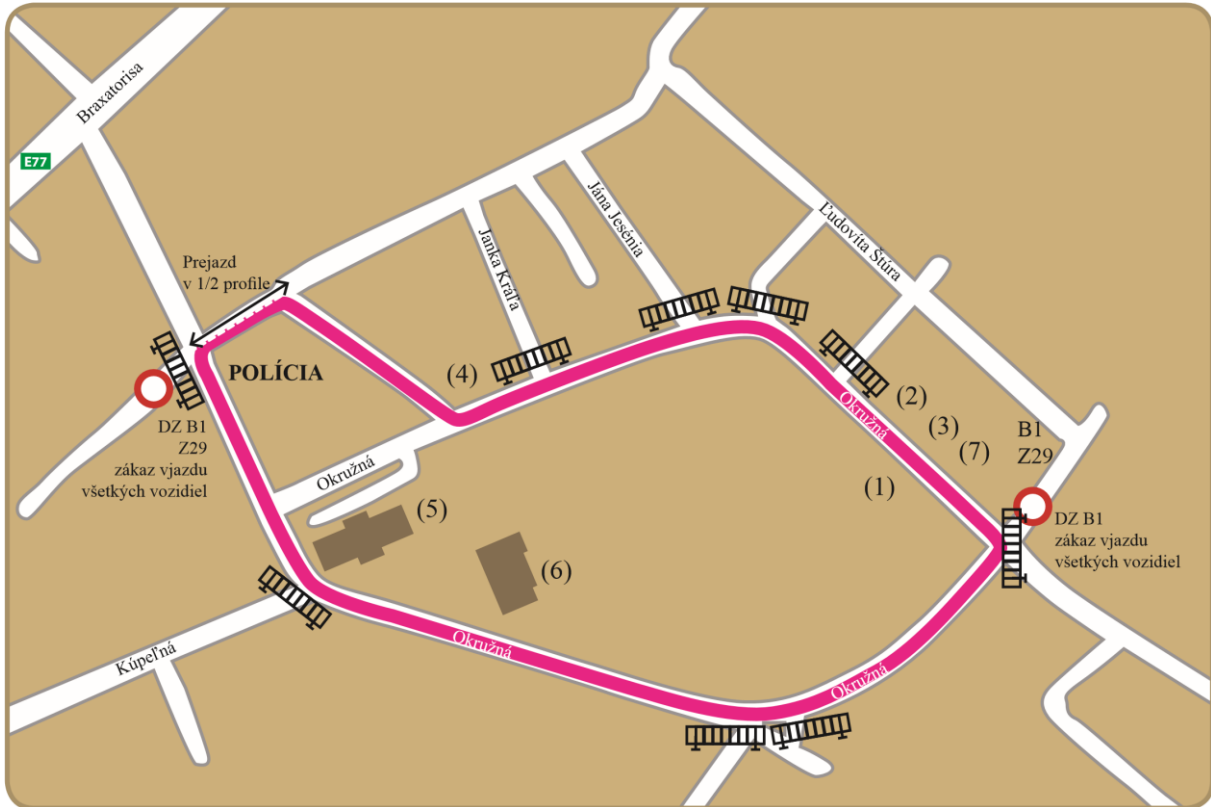 Braxatorisa
E77
Prejazd
v 1/2 profile
Janka Kráľa
Jána Jesénia
Ľudovíta Štúra
POLÍCIA
(4)
(2)
(3)
(7)
(1)
Okružná
B1
Z29
DZ B1
Z29
zákaz vjazdu
všetkých vozidiel
Okružná
(5)
(6)
DZ B1
zákaz vjazdu
všetkých vozidiel
Kúpeľná
Okružná
Okružná